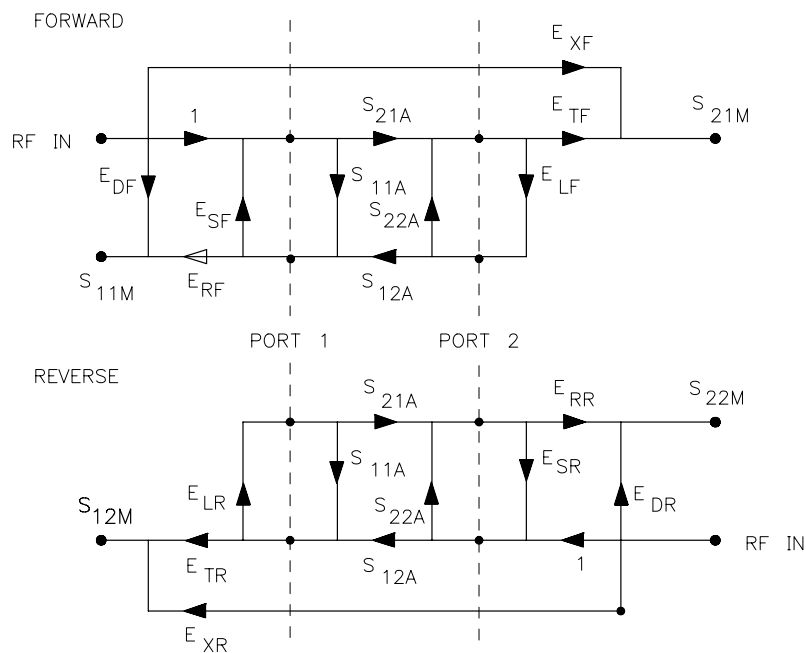 FORWARD
E XF
1
S 21A
E TF
S 21M
RF IN
E DF
E SF
S 11A
S 22A
E LF
S 11M
E RF
S 12A
PORT 1
PORT 2
REVERSE
S 21A
E RR
S 22M
S 11A
E SR
E LR
S 22A
E DR
S 12M
E TR
S 12A
1
RF IN
E XR